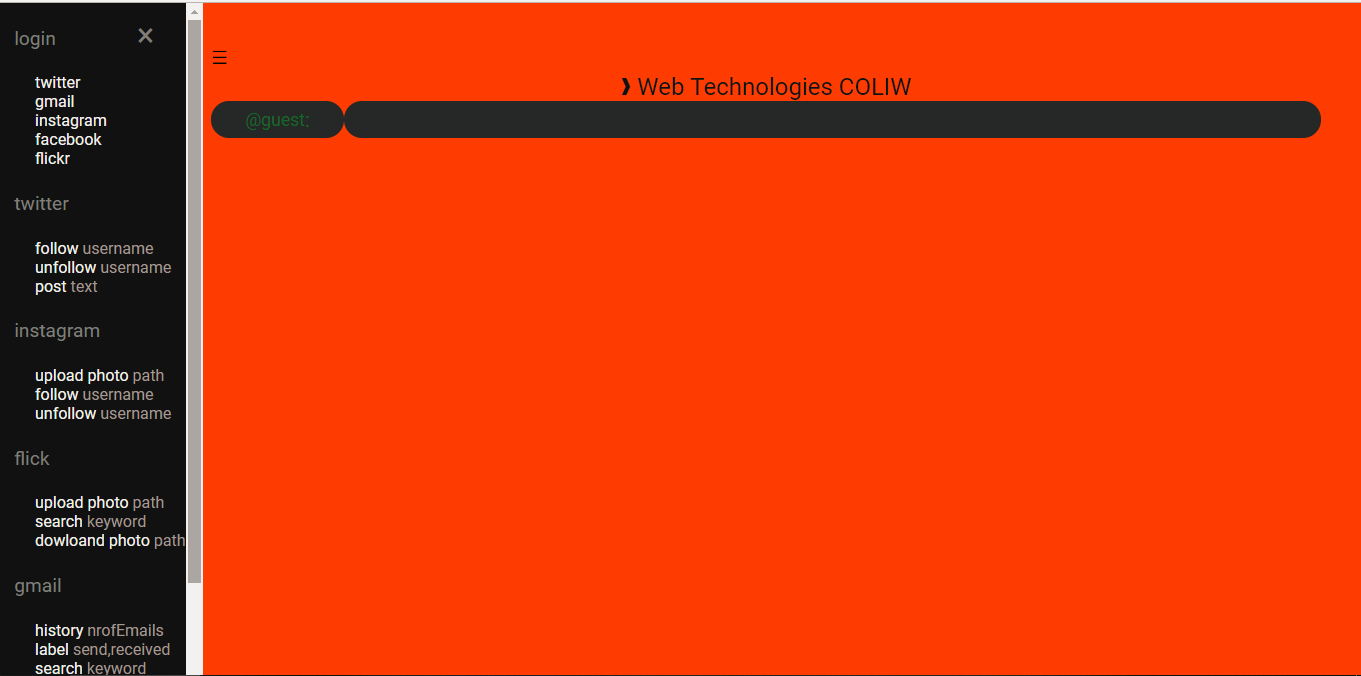 login ×
twitter
gmail
instagram
facebook
flickr
twitter
follow username
unfollow username
post text
instagram
upload photo path
follow username
unfollow username
flick
upload photo path
search keyword
dowloand photo path
gmail
history nrofEmails
label send,received
search keyword
☰
❱ Web Technologies COLIW
@guest: